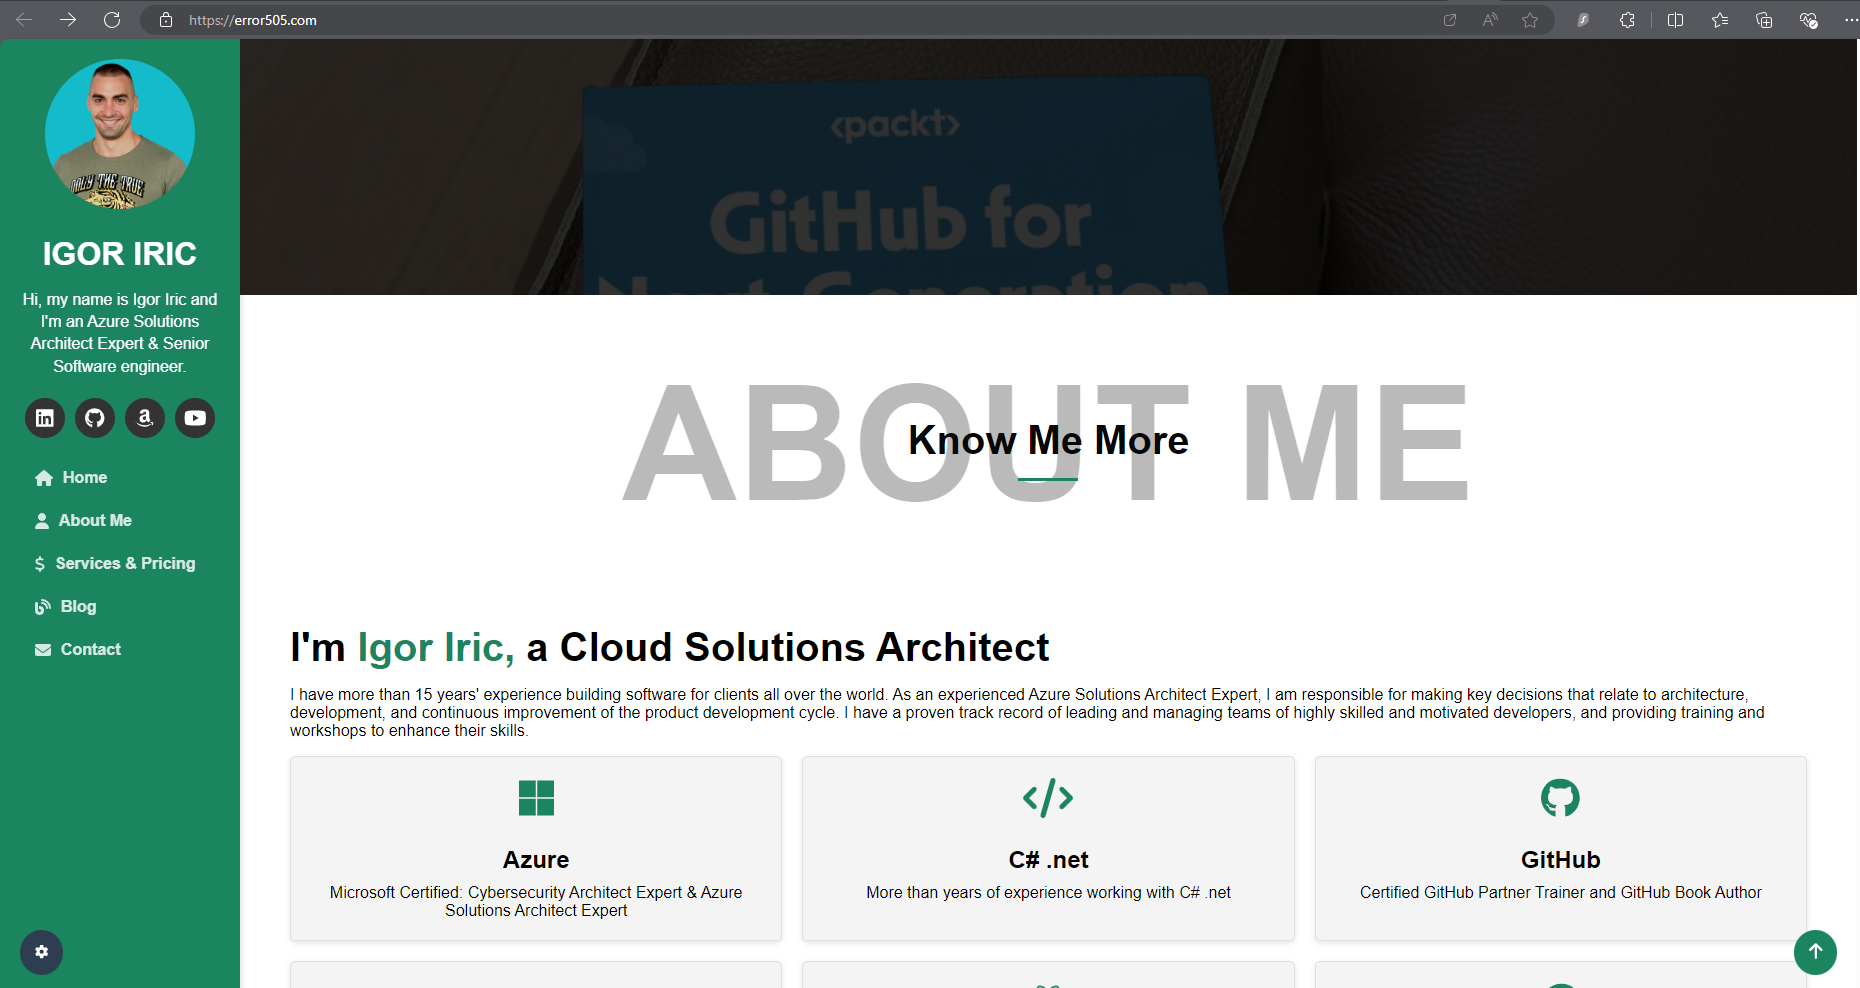 https://error505.com
<packt>
GitHub for
Next Generation
ONLY THE TRUE
IGOR IRIC
Hi, my name is Igor Iric and
I'm an Azure Solutions
Architect Expert & Senior
Software engineer.
Home
About Me
Services & Pricing
Blog
Contact
ABOUT ME
Know Me More
I'm Igor Iric, a Cloud Solutions Architect
I have more than 15 years' experience building software for clients all over the world. As an experienced Azure Solutions Architect Expert, I am responsible for making key decisions that relate to architecture,
development, and continuous improvement of the product development cycle. I have a proven track record of leading and managing teams of highly skilled and motivated developers, and providing training and
workshops to enhance their skills.
Azure
Microsoft Certified: Cybersecurity Architect Expert & Azure
Solutions Architect Expert
C# .net
More than years of experience working with C# .net
GitHub
Certified GitHub Partner Trainer and GitHub Book Author